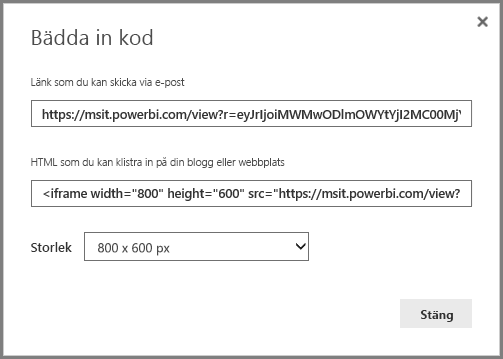 Bädda in kod
Länk som du kan skicka via e-post
https://msit.powerbi.com/view?r=eyJrIjoiMWMwODlmOWYtYjI2MC00Mj
HTML som du kan klistra in på din blogg eller webbplats
<iframe width="800" height="600" src="https://msit.powerbi.com/view?
Storlek 800 x 600 px
Stäng